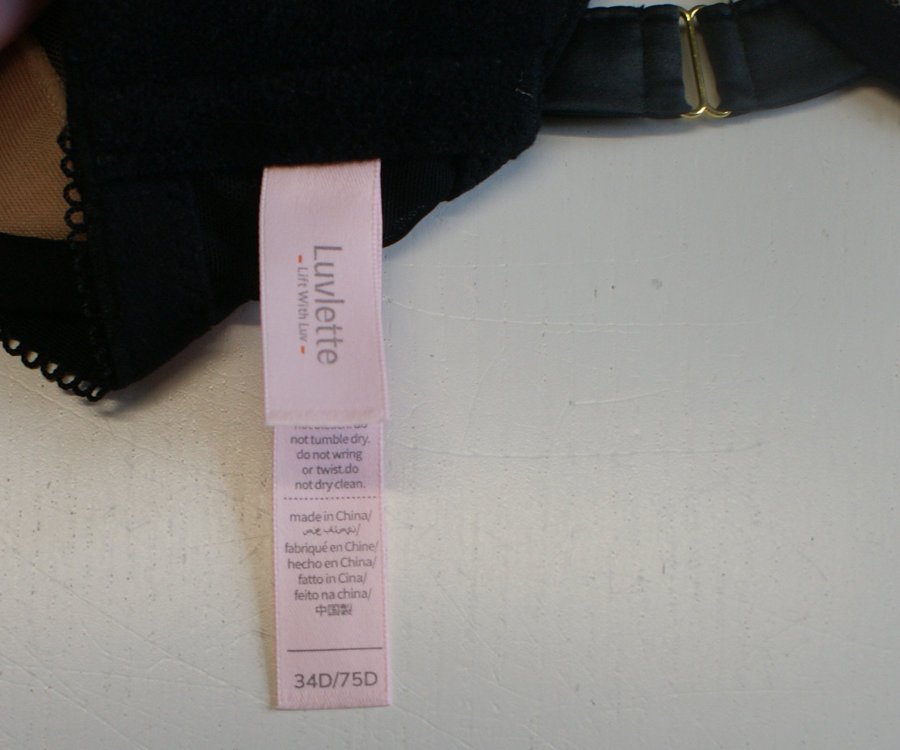 Luvlette
- Lift With Luv -
not tumble dry.
do not wring
or twist.do
not dry clean.
made in China/
fabriqué en Chine/
hecho en China/
fatto in Cina/
feito na china/
中国製
34D/75D